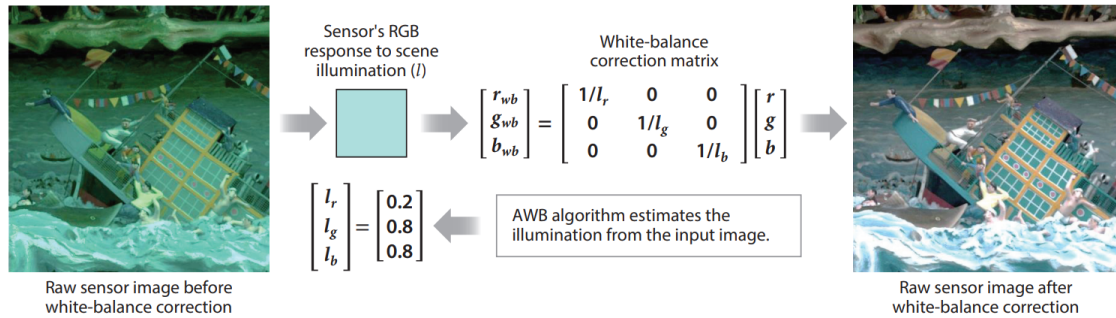 Sensor's RGB
response to scene
illumination (l)
White-balance
correction matrix
[r_wb g_wb b_wb] = [1/l_r 0 0
0 1/l_g 0
0 0 1/l_b] [r g b]
[l_r l_g l_b] = [0.2 0.8 0.8]
AWB algorithm estimates the
illumination from the input image.
Raw sensor image before
white-balance correction
Raw sensor image after
white-balance correction